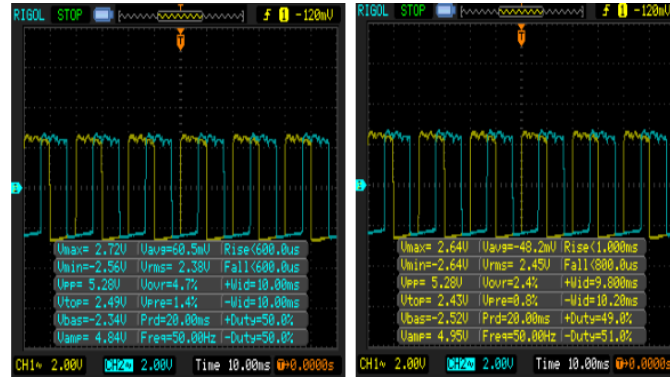 RIGOL STOP ƒ 1 -120mV
T
Vmax= 2.72V Vavg=60.5mV Rise<600.0us
Vmin=-2.56V Vrms= 2.38V Fall<600.0us
Vpp= 5.28V Vovr=4.7% +Wid=10.00ms
Vtop= 2.49V Vpre=1.4% -Wid=10.00ms
Vbas=-2.34V Prd=20.00ms +Duty=50.0%
Vamp= 4.84V Freq=50.00Hz -Duty=50.0%
CH1~ 2.00V CH2~ 2.00V Time 10.00ms T→0.0000s
RIGOL STOP ƒ 1 -120mV
T
Vmax= 2.64V Vavg=-48.2mV Rise<1.000ms
Vmin=-2.64V Vrms= 2.45V Fall<800.0us
Vpp= 5.28V Vovr=2.4% +Wid=9.800ms
Vtop= 2.43V Vpre=0.8% -Wid=10.20ms
Vbas=-2.52V Prd=20.00ms +Duty=49.0%
Vamp= 4.95V Freq=50.00Hz -Duty=51.0%
CH1~ 2.00V CH2~ 2.00V Time 10.00ms T→0.0000s